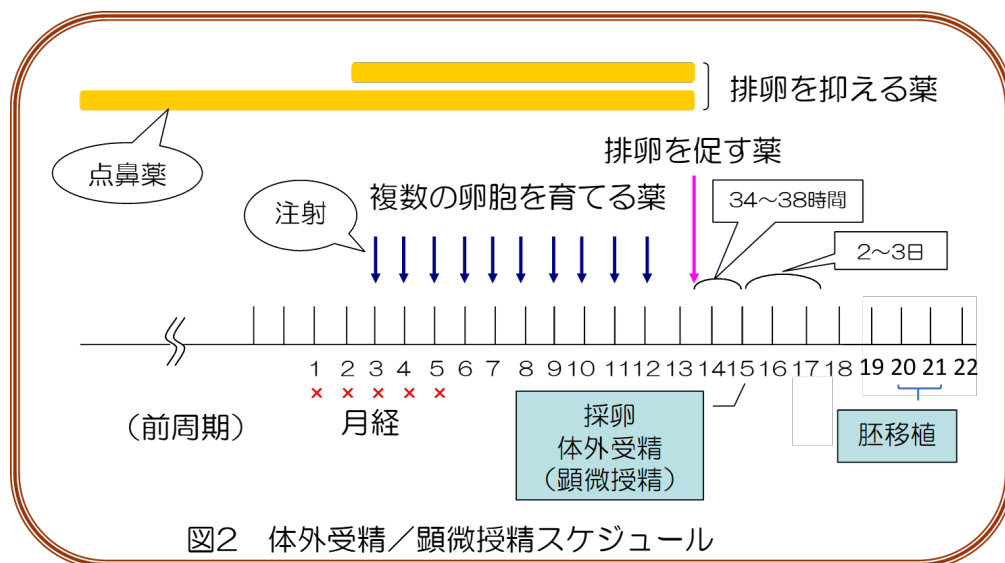 排卵を抑える薬
点鼻薬
排卵を促す薬
注射
複数の卵胞を育てる薬
34〜38時間
2〜3日
1 2 3 4 5 6 7 8 9 10 11 12 13 14 15 16 17 18 19 20 21 22
× × × × ×
(前周期)
月経
採卵
体外受精
(顕微授精)
胚移植
図2 体外受精/顕微授精スケジュール